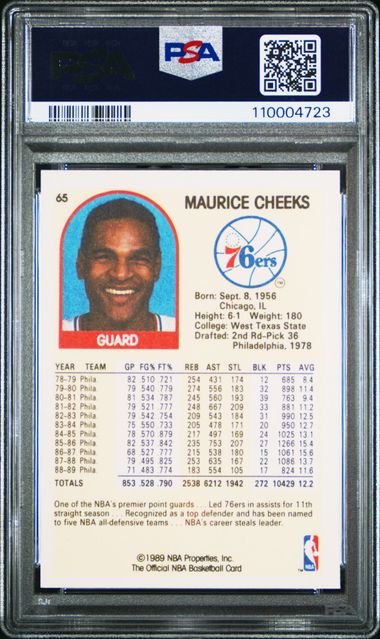 PSA
PSA
110004723
65
MAURICE CHEEKS
76ers
TM
GUARD
Born: Sept. 8, 1956
Chicago, IL
Height: 6-1 Weight: 180
College: West Texas State
Drafted: 2nd Rd-Pick 36
Philadelphia, 1978
YEAR TEAM GP FG% FT% REB AST STL BLK PTS AVG
78-79 Phila. 82 .510 .721 254 431 174 12 685 8.4
79-80 Phila. 79 .540 .779 274 556 183 32 898 11.4
80-81 Phila. 81 .534 .787 245 560 193 39 763 9.4
81-82 Phila. 79 .521 .777 248 667 209 33 881 11.2
82-83 Phila. 79 .542 .754 209 543 184 31 990 12.5
83-84 Phila. 75 .550 .733 205 478 171 20 950 12.7
84-85 Phila. 78 .570 .879 217 497 169 24 1025 13.1
85-86 Phila. 82 .537 .842 235 753 207 27 1266 15.4
86-87 Phila. 68 .527 .777 215 538 180 15 1061 15.6
87-88 Phila. 79 .495 .825 253 635 167 22 1086 13.7
88-89 Phila. 71 .483 .774 183 554 105 17 824 11.6
TOTALS 853 .528 .790 2538 6212 1942 272 10429 12.2
One of the NBA's premier point guards . . . Led 76ers in assists for 11th
straight season . . . Recognized as a top defender and has been named
to five NBA all-defensive teams . . . NBA's career steals leader.
©1989 NBA Properties, Inc.
The Official NBA Basketball Card
NBA